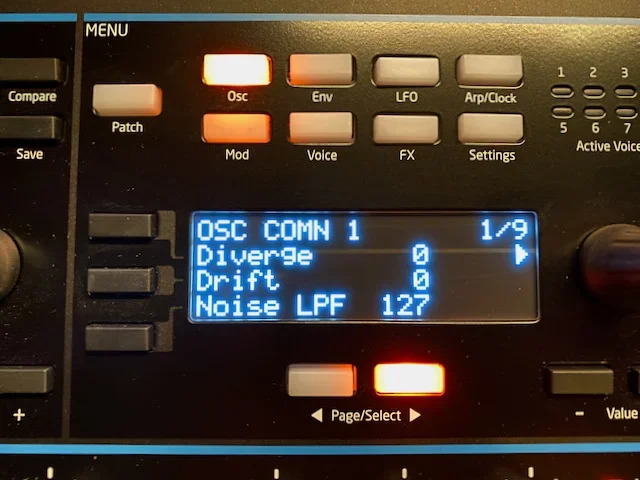 MENU
Compare
Save
Patch
Osc
Env
LFO
Arp/Clock
Mod
Voice
FX
Settings
1 2 3
5 6 7
Active Voice
OSC COMN 1 1/9
Diverge 0 ▶
Drift 0
Noise LPF 127
◀ Page/Select ▶
+
- Value